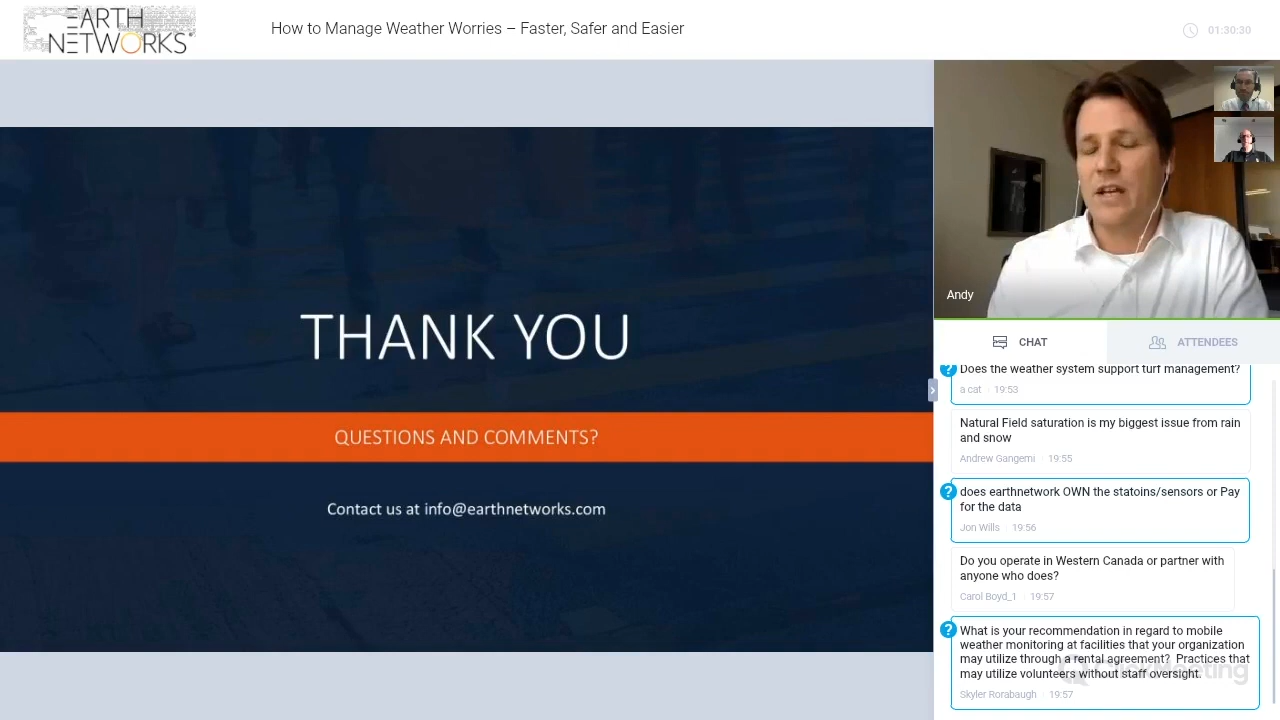 EARTH
NETWORKS
How to Manage Weather Worries – Faster, Safer and Easier
01:30:30
THANK YOU
QUESTIONS AND COMMENTS?
Contact us at info@earthnetworks.com
Andy
CHAT
ATTENDEES
? Does the weather system support turf management?
a cat 19:53
Natural Field saturation is my biggest issue from rain
and snow
Andrew Gangemi 19:55
? does earthnetwork OWN the statoins/sensors or Pay
for the data
Jon Wills 19:56
Do you operate in Western Canada or partner with
anyone who does?
Carol Boyd_1 19:57
? What is your recommendation in regard to mobile
weather monitoring at facilities that your organization
may utilize through a rental agreement?  Practices that
may utilize volunteers without staff oversight.
Skyler Rorabaugh 19:57
ClickMeeting